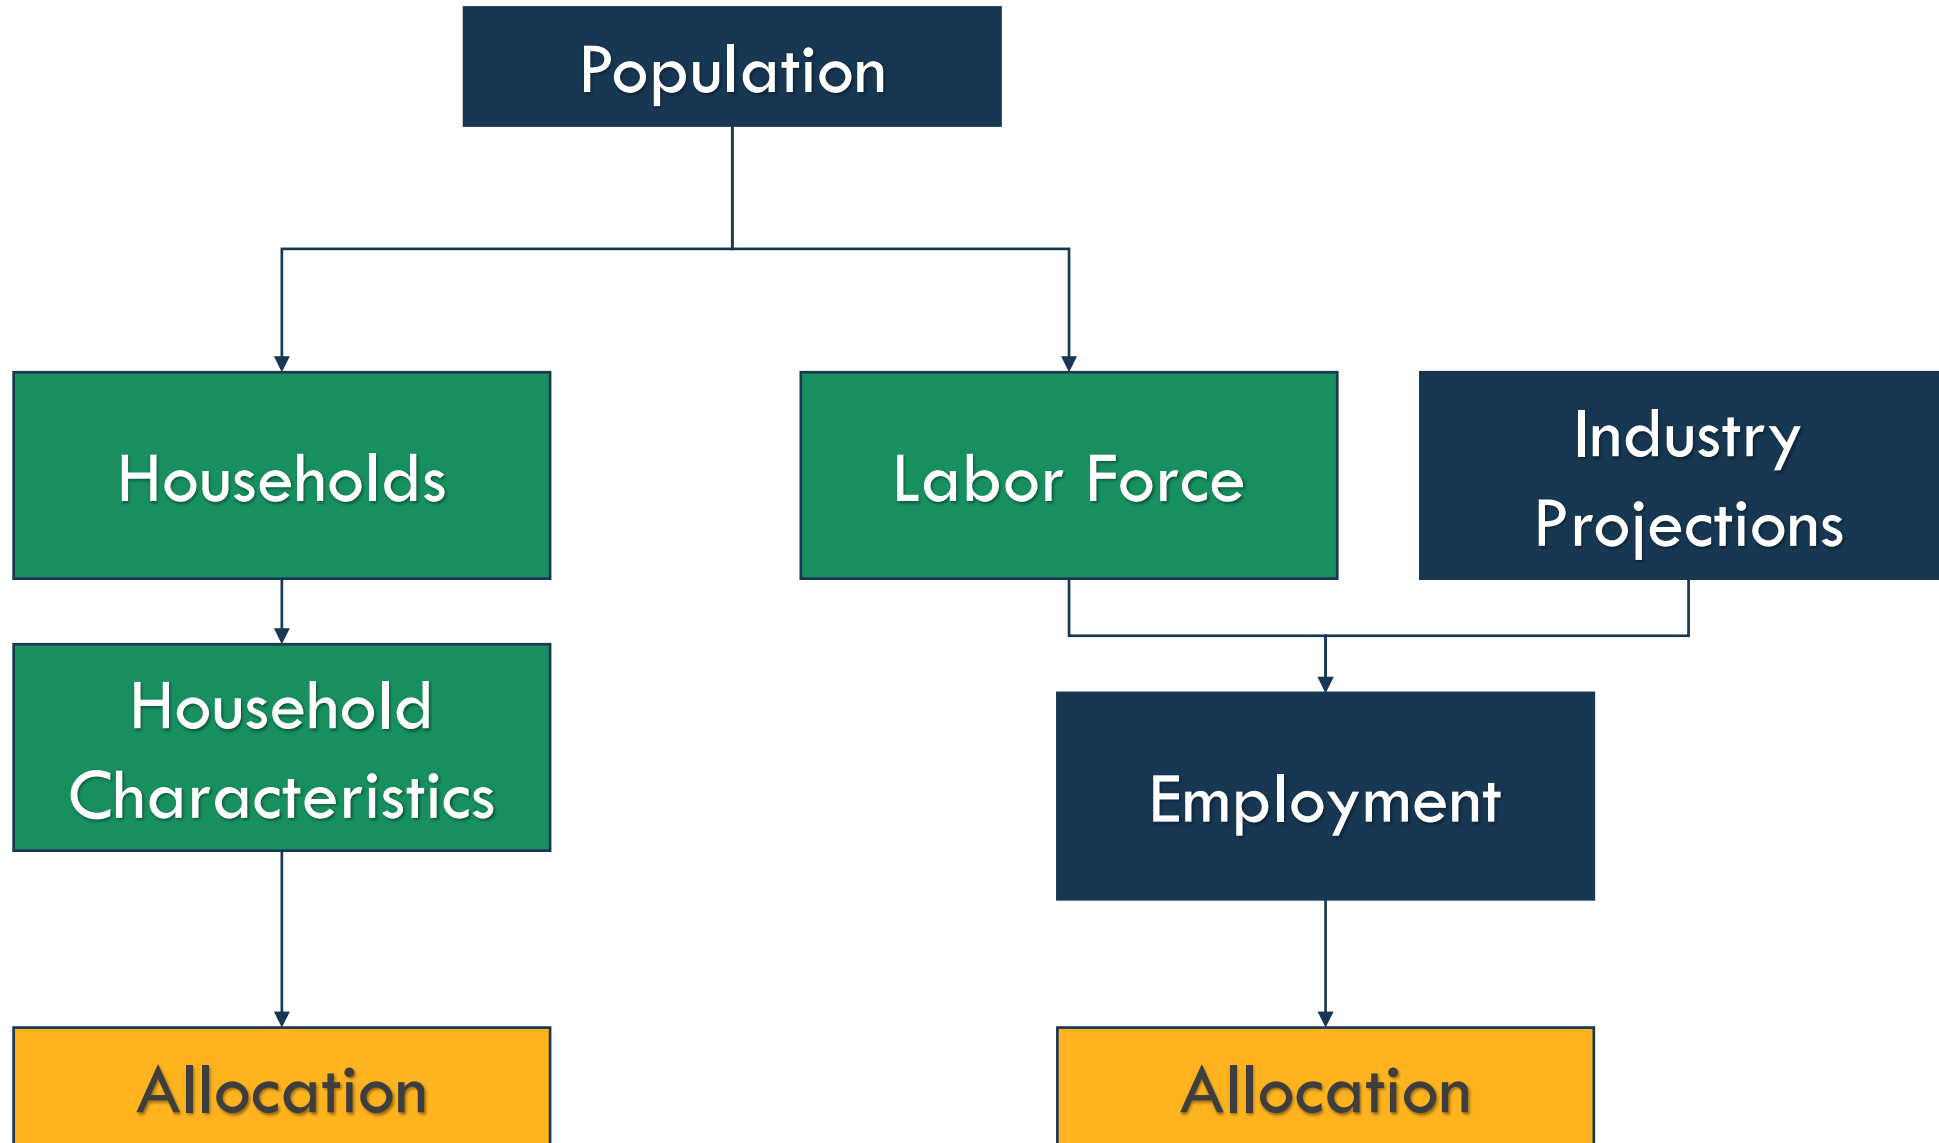 Population
Households
Labor Force
Industry
Projections
Household
Characteristics
Employment
Allocation
Allocation